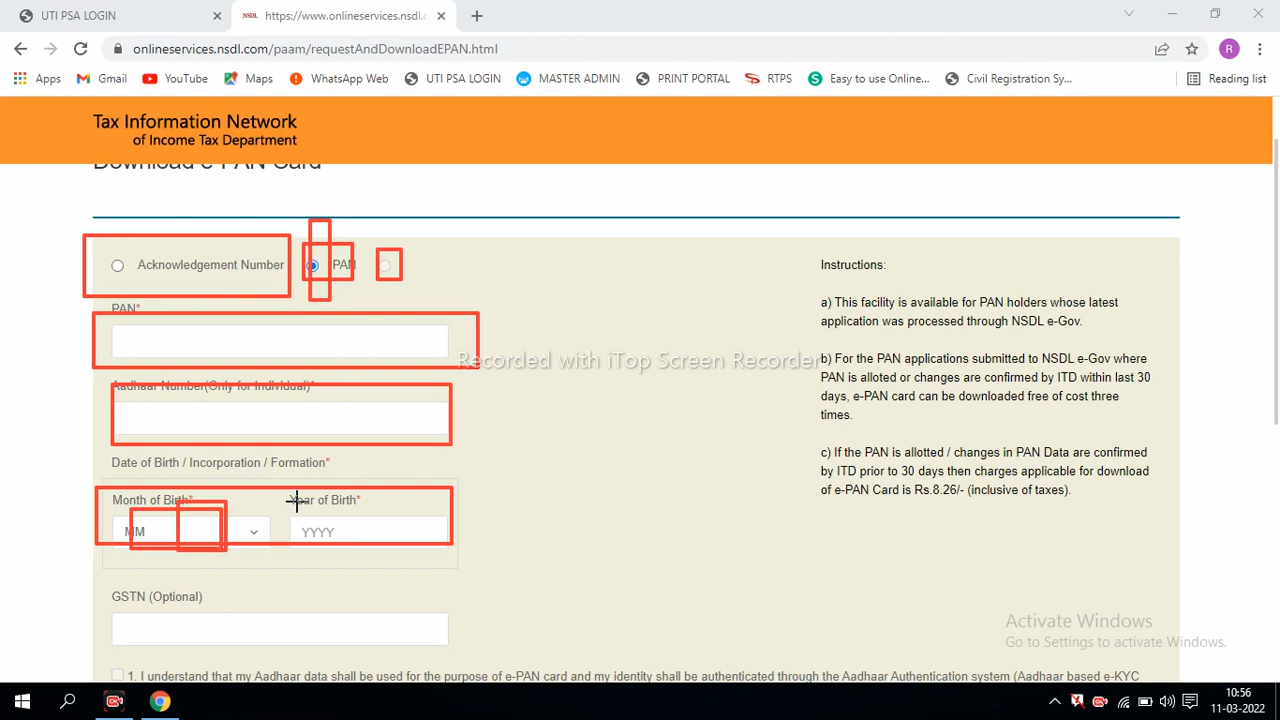 UTI PSA LOGIN
NSDL https://www.onlineservices.nsdl.c
onlineservices.nsdl.com/paam/requestAndDownloadEPAN.html
R
Apps Gmail YouTube Maps WhatsApp Web UTI PSA LOGIN MASTER ADMIN PRINT PORTAL RTPS Easy to use Online... Civil Registration Sy... Reading list
Tax Information Network
of Income Tax Department
Download e-PAN Card
Acknowledgement Number PAN
PAN*
Aadhaar Number(Only for Individual)*
Date of Birth / Incorporation / Formation*
Month of Birth* Year of Birth*
MM YYYY
GSTN (Optional)
1. I understand that my Aadhaar data shall be used for the purpose of e-PAN card and my identity shall be authenticated through the Aadhaar Authentication system (Aadhaar based e-KYC
Instructions:
a) This facility is available for PAN holders whose latest
application was processed through NSDL e-Gov.
b) For the PAN applications submitted to NSDL e-Gov where
PAN is alloted or changes are confirmed by ITD within last 30
days, e-PAN card can be downloaded free of cost three
times.
c) If the PAN is allotted / changes in PAN Data are confirmed
by ITD prior to 30 days then charges applicable for download
of e-PAN Card is Rs.8.26/- (inclusive of taxes).
Recorded with iTop Screen Recorder
Activate Windows
Go to Settings to activate Windows.
10:56
11-03-2022